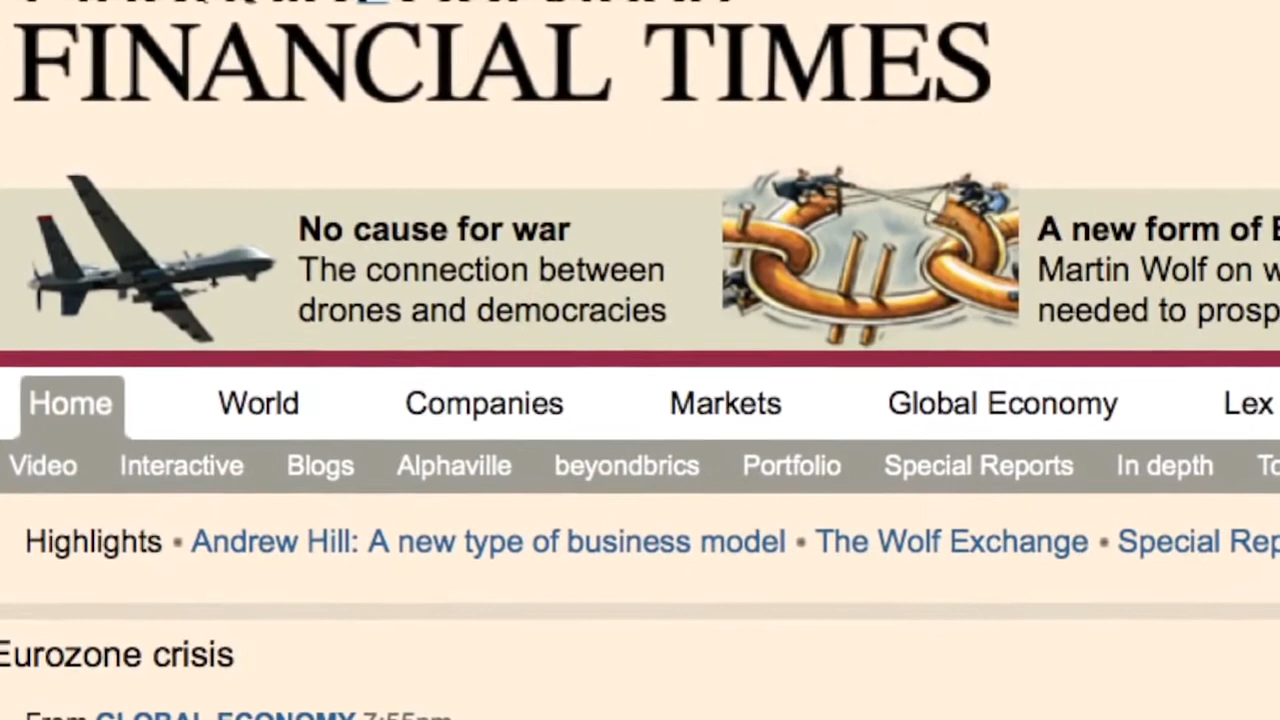 FINANCIAL TIMES
No cause for war
The connection between
drones and democracies
A new form of E
Martin Wolf on w
needed to prosp
Home World Companies Markets Global Economy Lex
Video Interactive Blogs Alphaville beyondbrics Portfolio Special Reports In depth To
Highlights • Andrew Hill: A new type of business model • The Wolf Exchange • Special Rep
Eurozone crisis
From GLOBAL ECONOMY 7:55pm